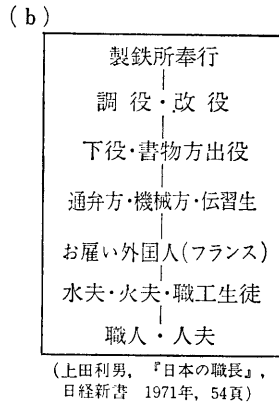 (b)
製鉄所奉行
調役・改役
下役・書物方出役
通弁方・機械方・伝習生
お雇い外国人(フランス)
水夫・火夫・職工生徒
職人・人夫
(上田利男，『日本の職長』，
日経新書 1971年，54頁)